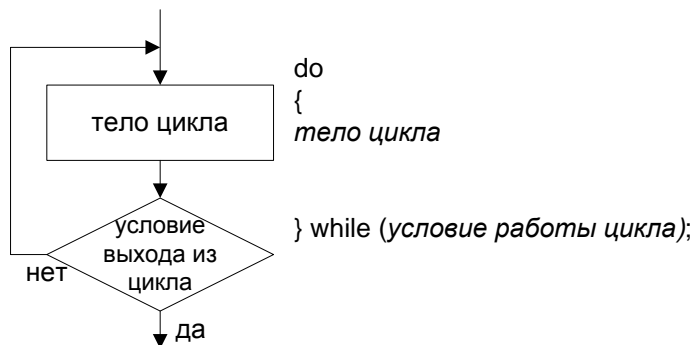 do
{
тело цикла
тело цикла
условие
выхода из
цикла
} while (условие работы цикла);
нет
да